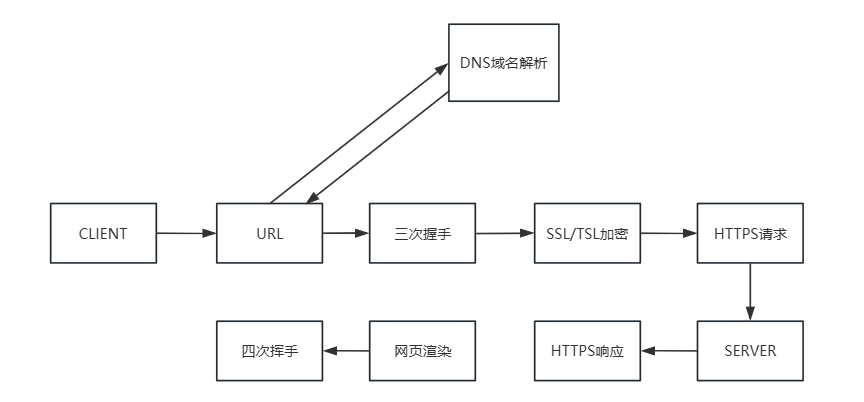 DNS域名解析
CLIENT
URL
三次握手
SSL/TSL加密
HTTPS请求
四次挥手
网页渲染
HTTPS响应
SERVER